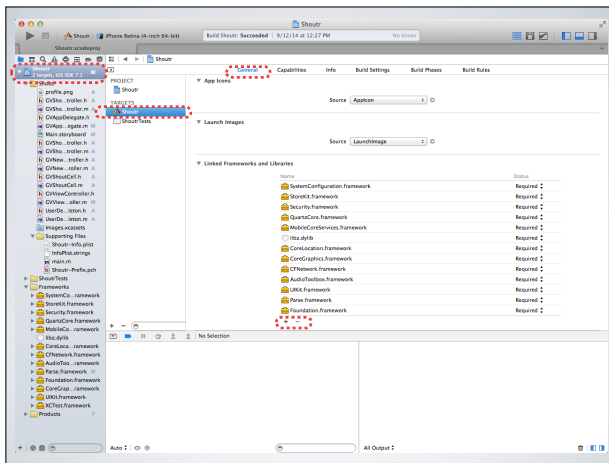 Shoutr
Shoutr
iPhone Retina (4-inch 64-bit)
Build Shoutr: Succeeded
9/12/14 at 12:27 PM
No Issues
Shoutr.xcodeproj
Shoutr
Shoutr
2 targets, iOS SDK 7.1
M
Shoutr
profile.png A
GVSho...troller.h A
GVSho...troller.m A
GVAppDelegate.h A
GVApp...egate.m M
Main.storyboard M
GVSho...troller.h A
GVSho...troller.m A
GVNew...troller.h A
GVNew...roller.m A
GVShoutCell.h A
GVShoutCell.m A
GVViewController.h
GVView...oller.m M
UserDe...leton.h A
UserDe...leton.m A
Images.xcassets
Supporting Files
Shoutr-Info.plist
InfoPlist.strings
main.m
Shoutr-Prefix.pch
ShoutrTests
Frameworks
SystemCo...ramework
StoreKit.framework
Security.framework
QuartzCore.framework
MobileCo...ramework
libz.dylib
CoreLoca...ramework
CFNetwork.framework
AudioToo...ramework
Parse.framework M
Foundation.framework
CoreGrap...ramework
UIKit.framework
XCTest.framework
Products
PROJECT
Shoutr
TARGETS
Shoutr
ShoutrTests
General
Capabilities
Info
Build Settings
Build Phases
Build Rules
App Icons
Source
AppIcon
Launch Images
Source
LaunchImage
Linked Frameworks and Libraries
Name
Status
SystemConfiguration.framework Required
StoreKit.framework Required
Security.framework Required
QuartzCore.framework Required
MobileCoreServices.framework Required
libz.dylib Required
CoreLocation.framework Required
CoreGraphics.framework Required
CFNetwork.framework Required
AudioToolbox.framework Required
UIKit.framework Required
Parse.framework Required
Foundation.framework Required
+ −
+ −
No Selection
+
Auto
All Output